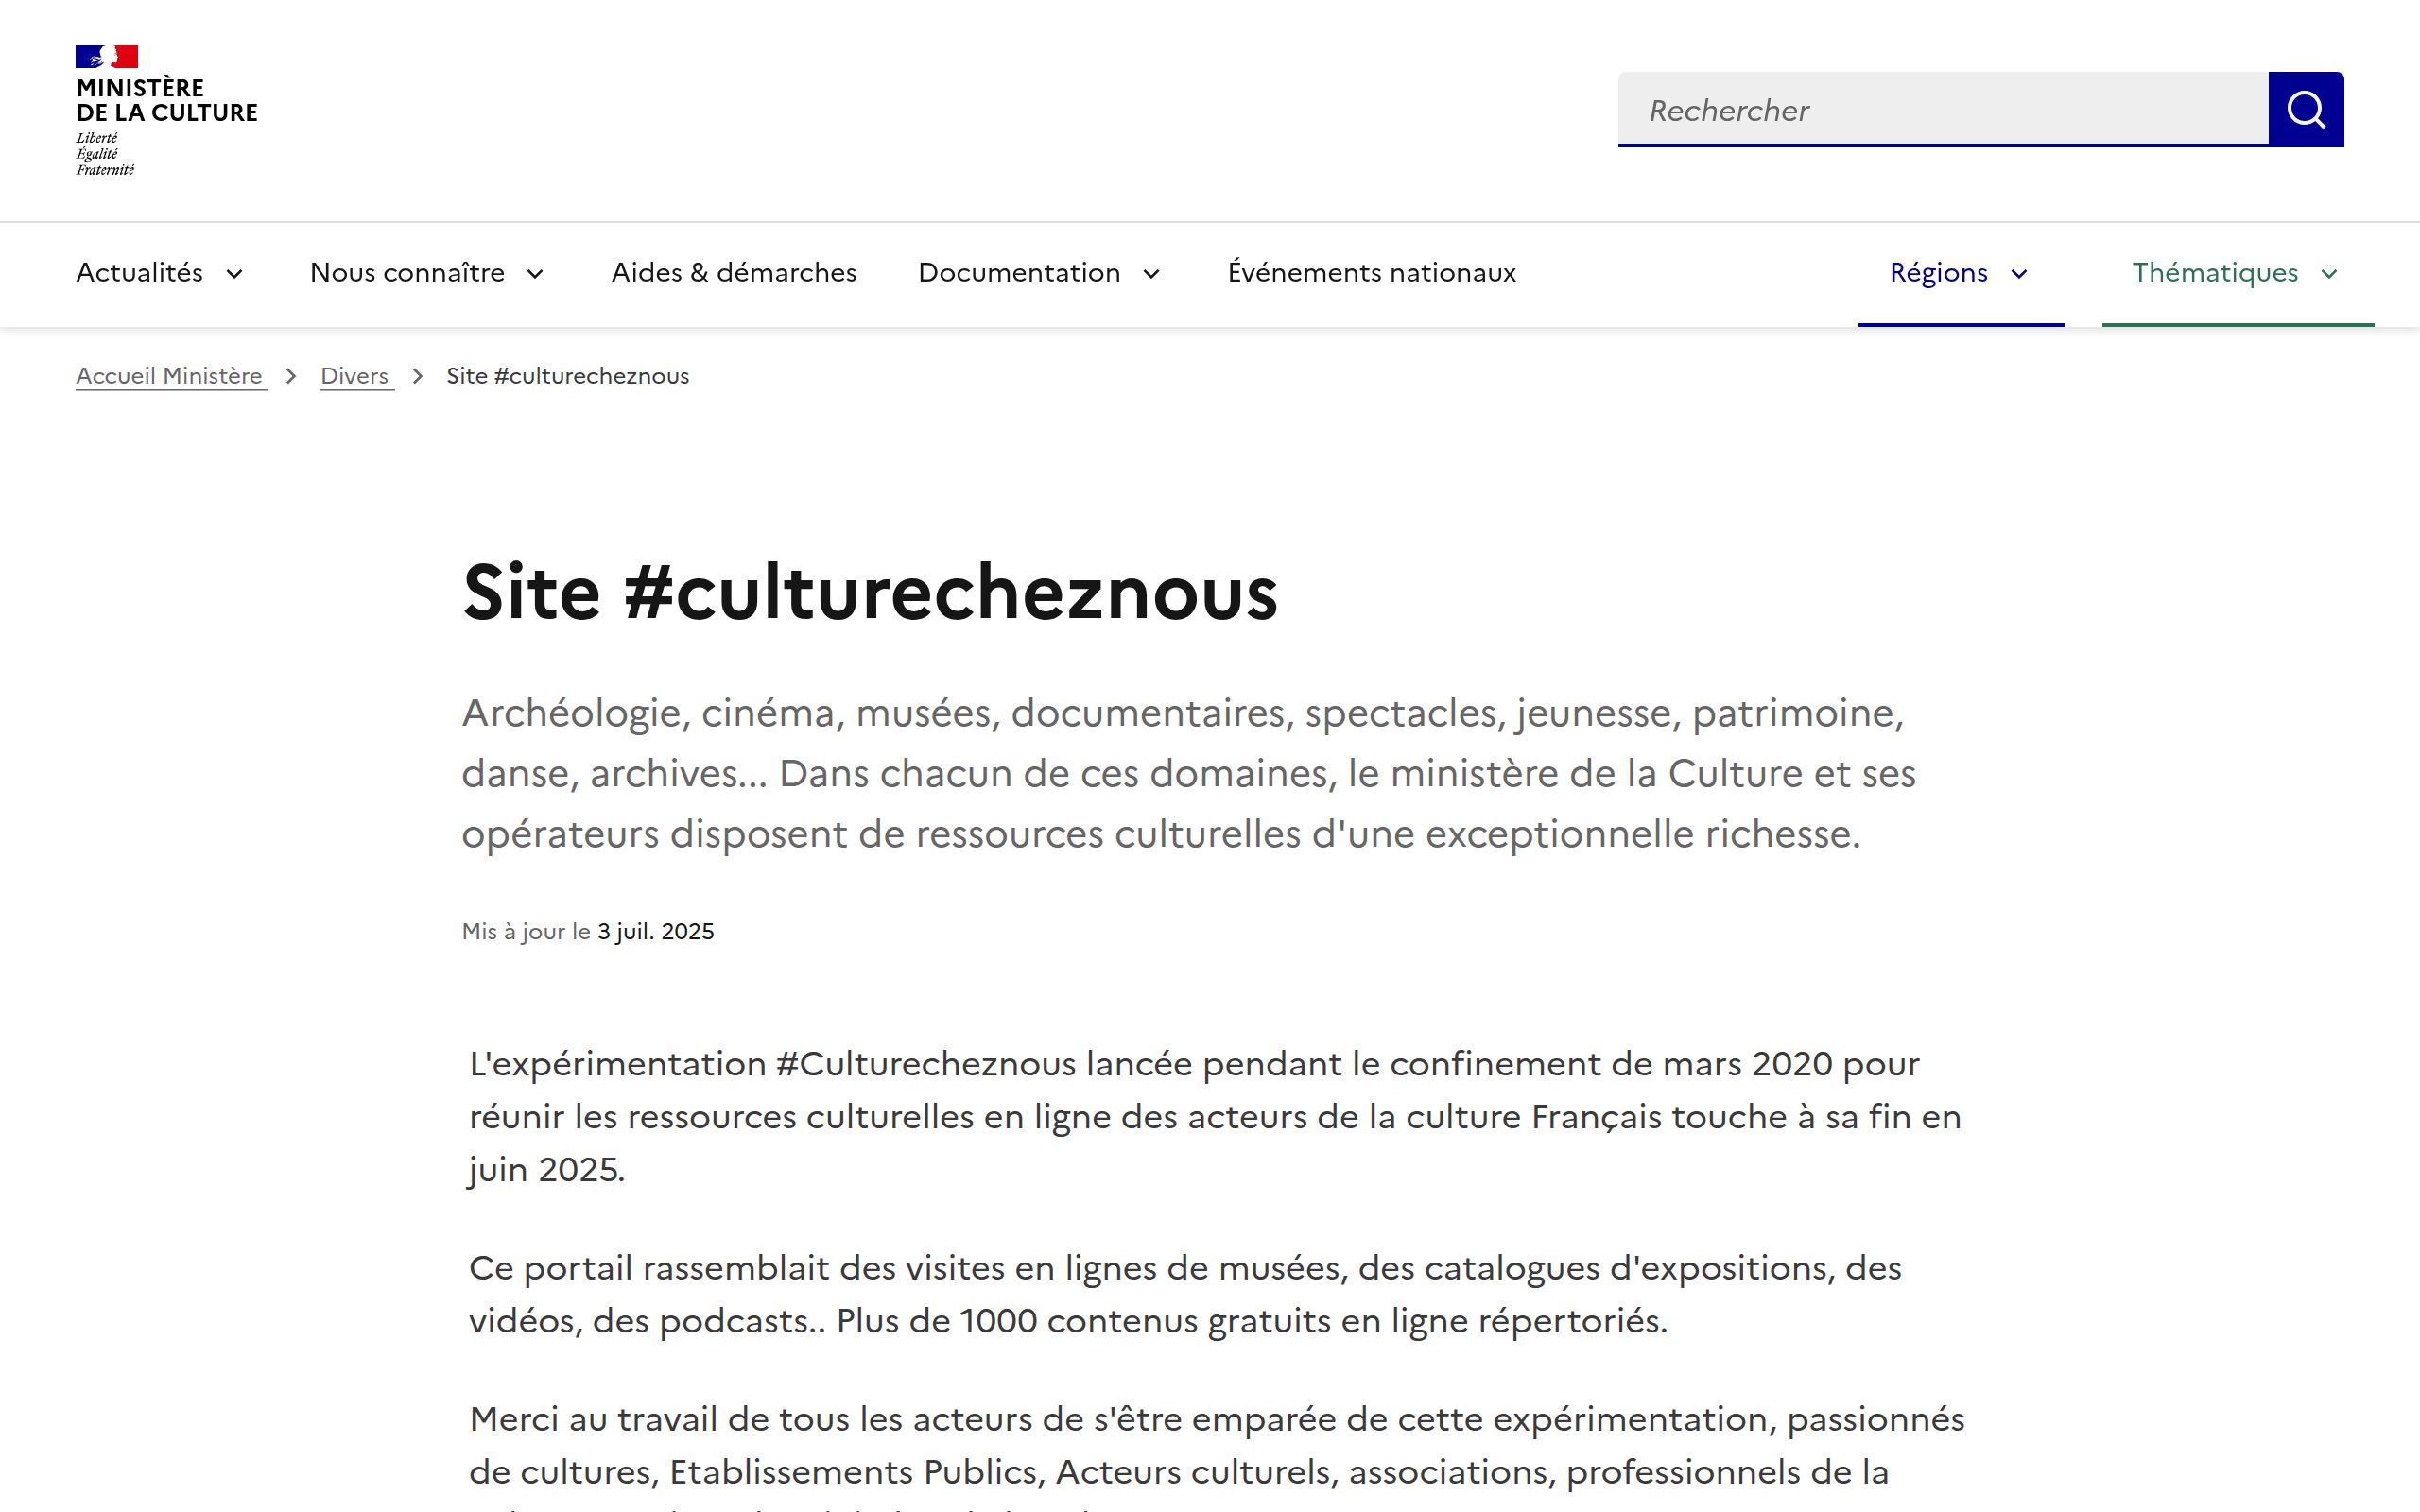 MINISTÈRE
DE LA CULTURE
Liberté
Égalité
Fraternité
Rechercher
Actualités
Nous connaître
Aides & démarches
Documentation
Événements nationaux
Régions
Thématiques
Accueil Ministère
Divers
Site #culturecheznous
Site #culturecheznous
Archéologie, cinéma, musées, documentaires, spectacles, jeunesse, patrimoine,
danse, archives... Dans chacun de ces domaines, le ministère de la Culture et ses
opérateurs disposent de ressources culturelles d'une exceptionnelle richesse.
Mis à jour le 3 juil. 2025
L'expérimentation #Culturecheznous lancée pendant le confinement de mars 2020 pour
réunir les ressources culturelles en ligne des acteurs de la culture Français touche à sa fin en
juin 2025.
Ce portail rassemblait des visites en lignes de musées, des catalogues d'expositions, des
vidéos, des podcasts.. Plus de 1000 contenus gratuits en ligne répertoriés.
Merci au travail de tous les acteurs de s'être emparée de cette expérimentation, passionnés
de cultures, Etablissements Publics, Acteurs culturels, associations, professionnels de la